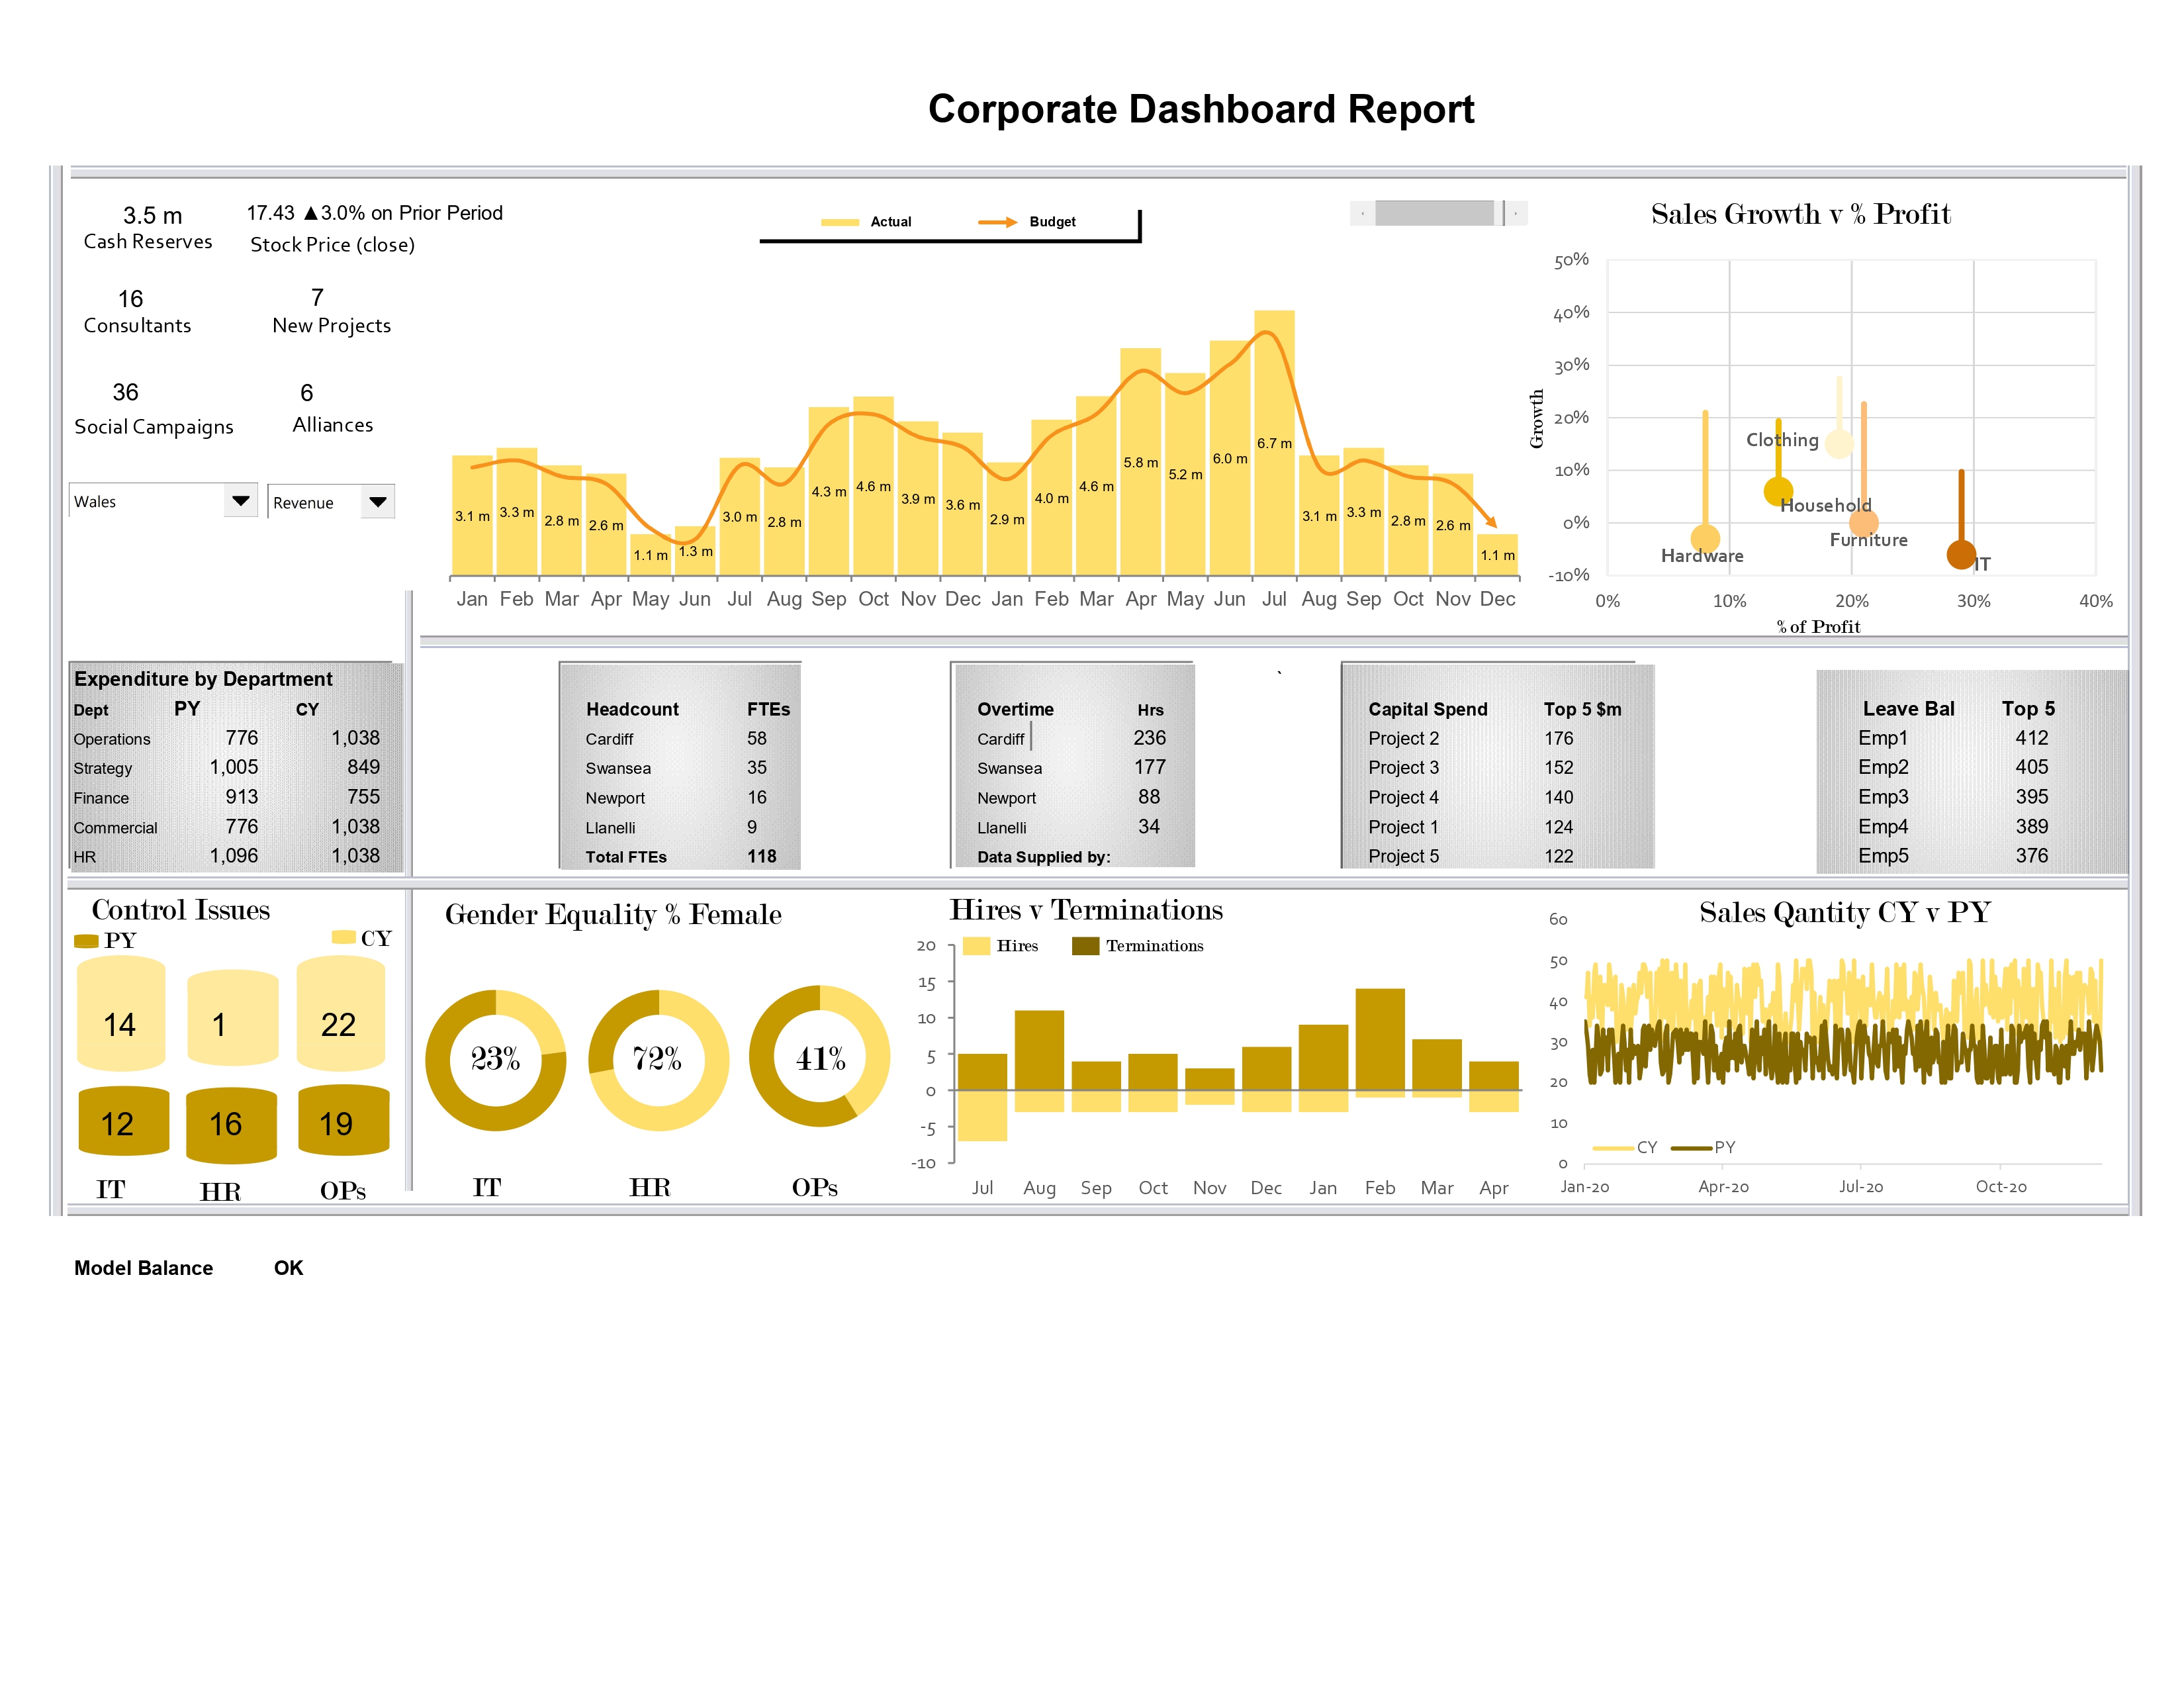 Corporate Dashboard Report
3.5 m
Cash Reserves
17.43 ▲3.0% on Prior Period
Stock Price (close)
16
Consultants
7
New Projects
36
Social Campaigns
6
Alliances
Wales
Revenue
Actual Budget
3.1 m 3.3 m 2.8 m 2.6 m 1.1 m 1.3 m 3.0 m 2.8 m 4.3 m 4.6 m 3.9 m 3.6 m 2.9 m 4.0 m 4.6 m 5.8 m 5.2 m 6.0 m 6.7 m 3.1 m 3.3 m 2.8 m 2.6 m 1.1 m
Jan Feb Mar Apr May Jun Jul Aug Sep Oct Nov Dec Jan Feb Mar Apr May Jun Jul Aug Sep Oct Nov Dec
Sales Growth v % Profit
Growth
50%
40%
30%
20%
10%
0%
-10%
Clothing
Household
Furniture
Hardware
IT
0% 10% 20% 30% 40%
% of Profit
Expenditure by Department
Dept PY CY
Operations 776 1,038
Strategy 1,005 849
Finance 913 755
Commercial 776 1,038
HR 1,096 1,038
Headcount FTEs
Cardiff 58
Swansea 35
Newport 16
Llanelli 9
Total FTEs 118
Overtime Hrs
Cardiff 236
Swansea 177
Newport 88
Llanelli 34
Data Supplied by:
`
Capital Spend Top 5 $m
Project 2 176
Project 3 152
Project 4 140
Project 1 124
Project 5 122
Leave Bal Top 5
Emp1 412
Emp2 405
Emp3 395
Emp4 389
Emp5 376
Control Issues
PY CY
14 1 22
12 16 19
IT HR OPs
Gender Equality % Female
23% 72% 41%
IT HR OPs
Hires v Terminations
Hires Terminations
20
15
10
5
0
-5
-10
Jul Aug Sep Oct Nov Dec Jan Feb Mar Apr
Sales Qantity CY v PY
60
50
40
30
20
10
0
CY PY
Jan-20 Apr-20 Jul-20 Oct-20
Model Balance OK